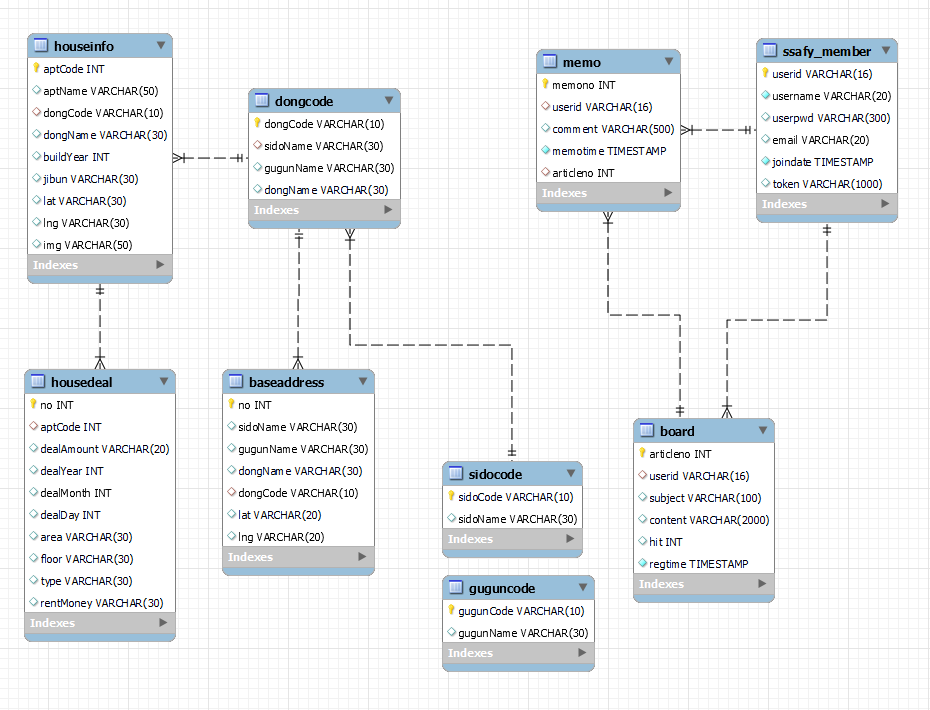 houseinfo
aptCode INT
aptName VARCHAR(50)
dongCode VARCHAR(10)
dongName VARCHAR(30)
buildYear INT
jibun VARCHAR(30)
lat VARCHAR(30)
lng VARCHAR(30)
img VARCHAR(50)
Indexes
dongcode
dongCode VARCHAR(10)
sidoName VARCHAR(30)
gugunName VARCHAR(30)
dongName VARCHAR(30)
Indexes
memo
memono INT
userid VARCHAR(16)
comment VARCHAR(500)
memotime TIMESTAMP
articleno INT
Indexes
ssafy_member
userid VARCHAR(16)
username VARCHAR(20)
userpwd VARCHAR(300)
email VARCHAR(20)
joindate TIMESTAMP
token VARCHAR(1000)
Indexes
housedeal
no INT
aptCode INT
dealAmount VARCHAR(20)
dealYear INT
dealMonth INT
dealDay INT
area VARCHAR(30)
floor VARCHAR(30)
type VARCHAR(30)
rentMoney VARCHAR(30)
Indexes
baseaddress
no INT
sidoName VARCHAR(30)
gugunName VARCHAR(30)
dongName VARCHAR(30)
dongCode VARCHAR(10)
lat VARCHAR(20)
lng VARCHAR(20)
Indexes
sidocode
sidoCode VARCHAR(10)
sidoName VARCHAR(30)
Indexes
guguncode
gugunCode VARCHAR(10)
gugunName VARCHAR(30)
Indexes
board
articleno INT
userid VARCHAR(16)
subject VARCHAR(100)
content VARCHAR(2000)
hit INT
regtime TIMESTAMP
Indexes